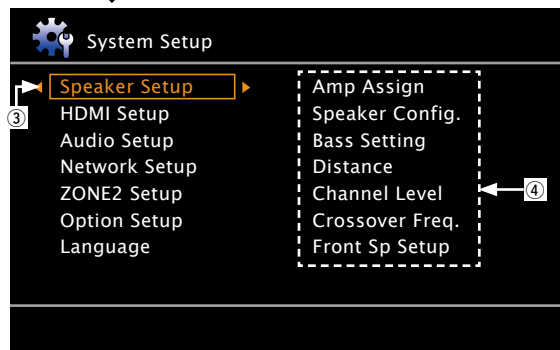 System Setup
Speaker Setup
HDMI Setup
Audio Setup
Network Setup
ZONE2 Setup
Option Setup
Language
Amp Assign
Speaker Config.
Bass Setting
Distance
Channel Level
Crossover Freq.
Front Sp Setup
③
④